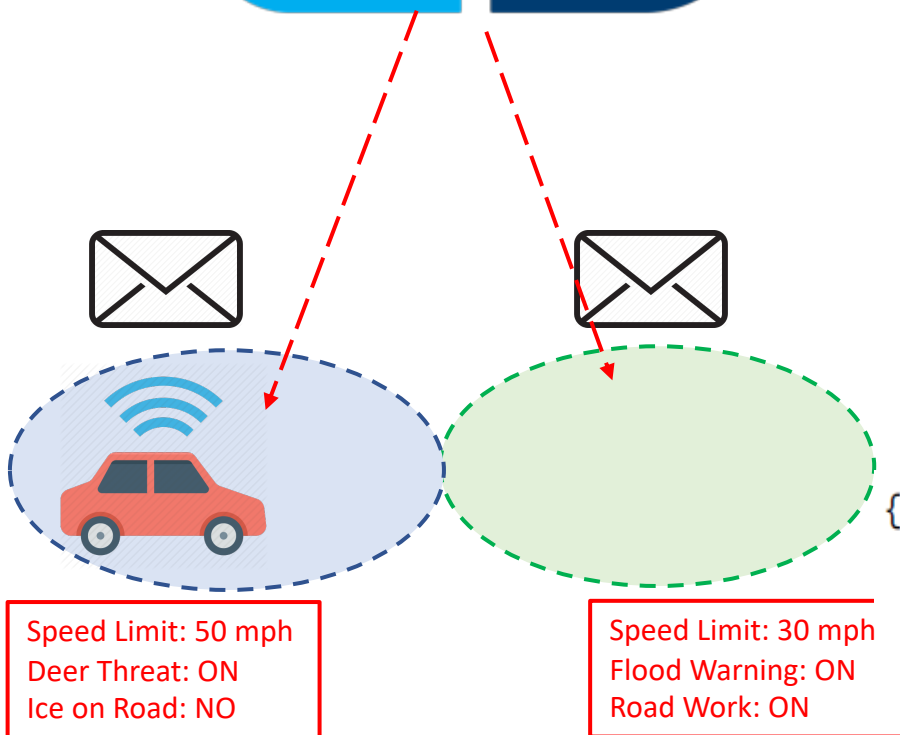 {
Speed Limit: 50 mph
Deer Threat: ON
Ice on Road: NO
Speed Limit: 30 mph
Flood Warning: ON
Road Work: ON